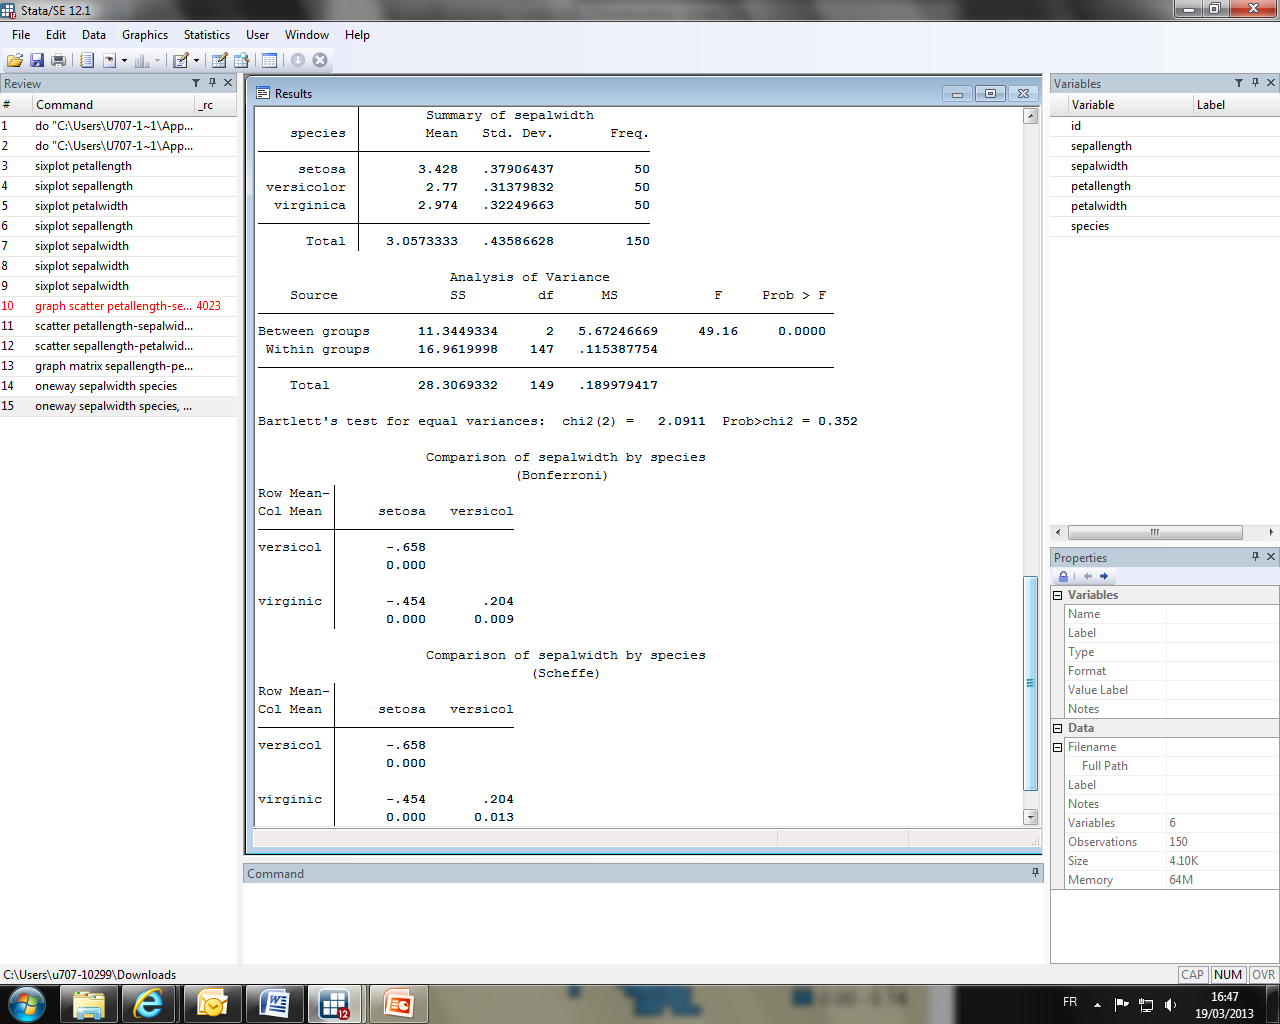 Stata/SE 12.1
File Edit Data Graphics Statistics User Window Help
Review
# Command _rc
1 do "C:\Users\U707-1~1\App...
2 do "C:\Users\U707-1~1\App...
3 sixplot petallength
4 sixplot sepallength
5 sixplot petalwidth
6 sixplot sepallength
7 sixplot sepalwidth
8 sixplot sepalwidth
9 sixplot sepalwidth
10 graph scatter petallength-se... 4023
11 scatter petallength-sepalwid...
12 scatter sepallength-petalwid...
13 graph matrix sepallength-pe...
14 oneway sepalwidth species
15 oneway sepalwidth species, ...
Results
Summary of sepalwidth
species Mean Std. Dev. Freq.
setosa 3.428 .37906437 50
versicolor 2.77 .31379832 50
virginica 2.974 .32249663 50
Total 3.0573333 .43586628 150
Analysis of Variance
Source SS df MS F Prob > F
Between groups 11.3449334 2 5.67246669 49.16 0.0000
Within groups 16.9619998 147 .115387754
Total 28.3069332 149 .189979417
Bartlett's test for equal variances: chi2(2) = 2.0911 Prob>chi2 = 0.352
Comparison of sepalwidth by species
(Bonferroni)
Row Mean-
Col Mean setosa versicol
versicol -.658
0.000
virginic -.454 .204
0.000 0.009
Comparison of sepalwidth by species
(Scheffe)
Row Mean-
Col Mean setosa versicol
versicol -.658
0.000
virginic -.454 .204
0.000 0.013
Command
Variables
Variable Label
id
sepallength
sepalwidth
petallength
petalwidth
species
Properties
Variables
Name
Label
Type
Format
Value Label
Notes
Data
Filename
Full Path
Label
Notes
Variables 6
Observations 150
Size 4.10K
Memory 64M
C:\Users\u707-10299\Downloads
CAP NUM OVR
12
FR
16:47
19/03/2013